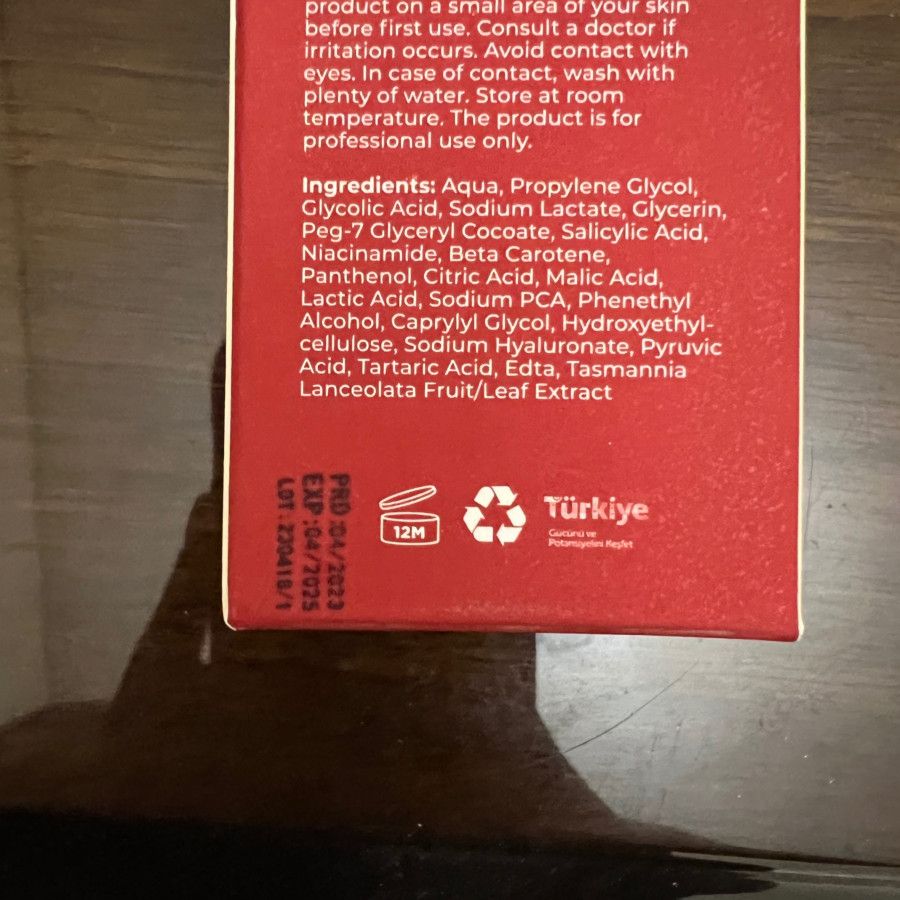 product on a small area of your skin
before first use. Consult a doctor if
irritation occurs. Avoid contact with
eyes. In case of contact, wash with
plenty of water. Store at room
temperature. The product is for
professional use only.
Ingredients: Aqua, Propylene Glycol,
Glycolic Acid, Sodium Lactate, Glycerin,
Peg-7 Glyceryl Cocoate, Salicylic Acid,
Niacinamide, Beta Carotene,
Panthenol, Citric Acid, Malic Acid,
Lactic Acid, Sodium PCA, Phenethyl
Alcohol, Caprylyl Glycol, Hydroxyethyl-
cellulose, Sodium Hyaluronate, Pyruvic
Acid, Tartaric Acid, Edta, Tasmannia
Lanceolata Fruit/Leaf Extract
PRD :04/2023
EXP :04/2025
LOT : 230418/1
12M
Türkiye
Gücünü ve
Potansiyelini Keşfet